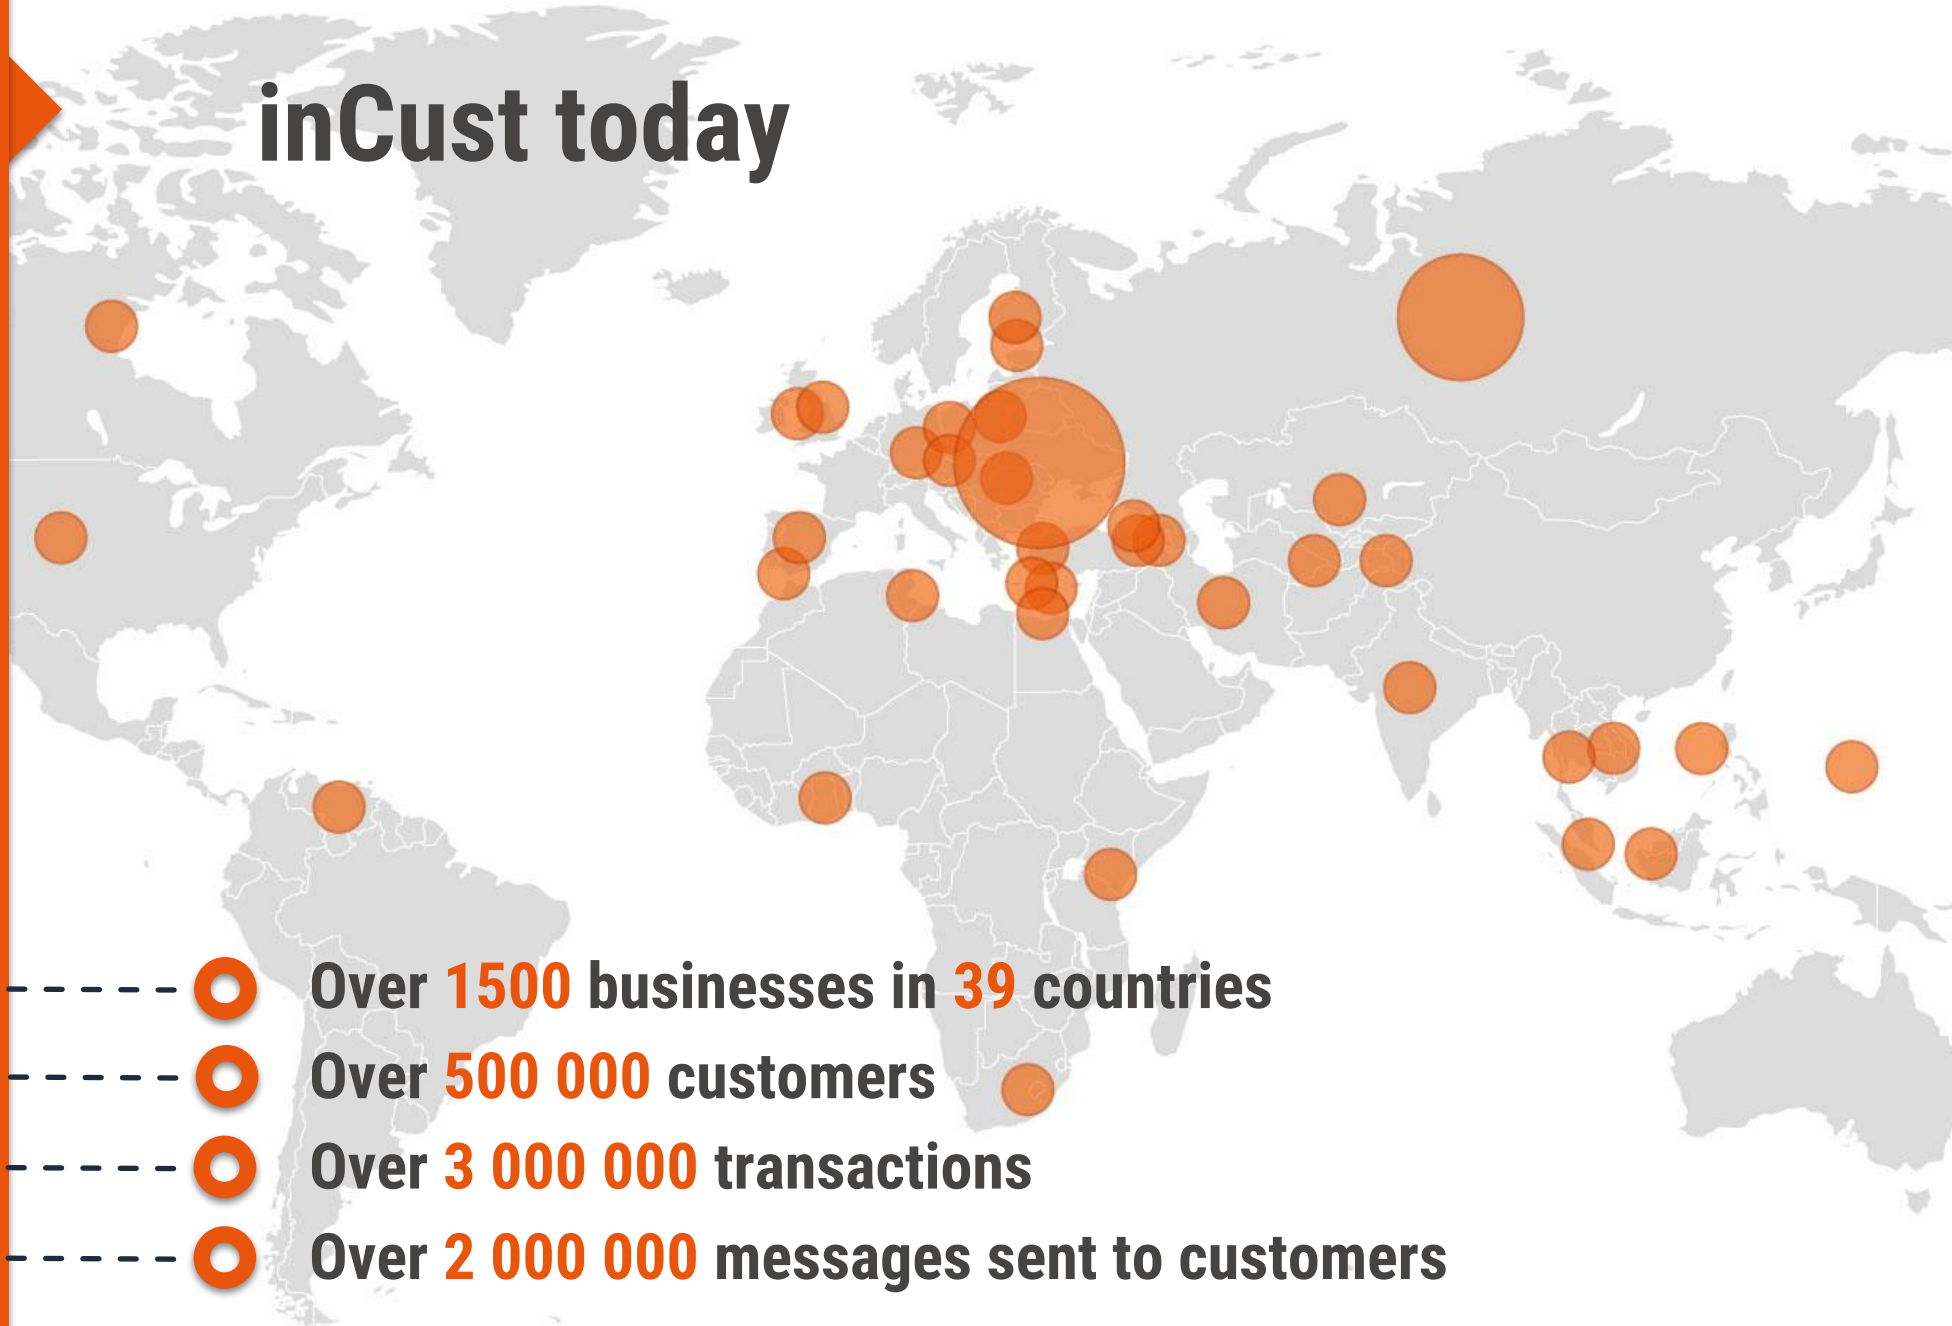 inCust today
Over 1500 businesses in 39 countries
Over 500 000 customers
Over 3 000 000 transactions
Over 2 000 000 messages sent to customers